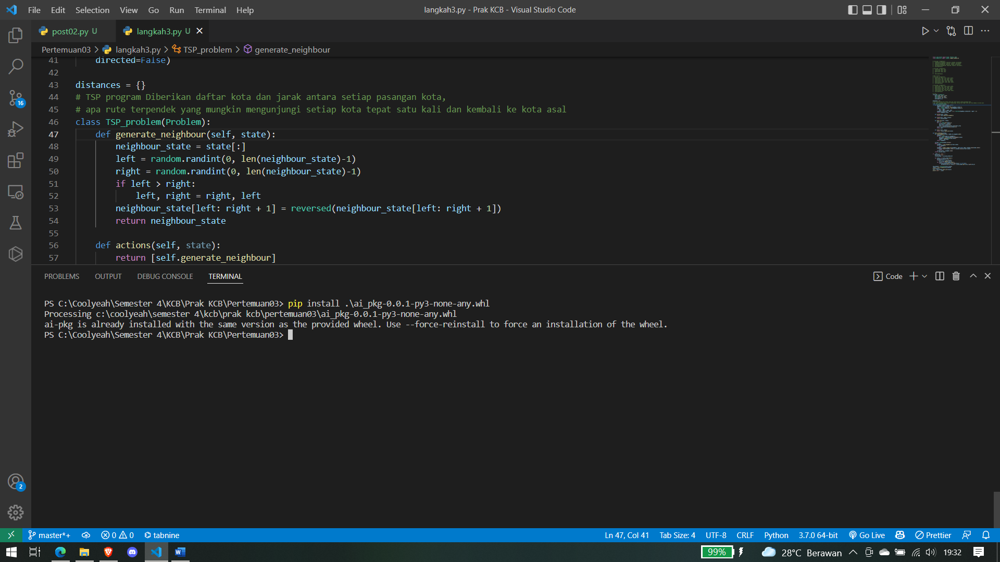 File Edit Selection View Go Run Terminal Help
langkah3.py - Prak KCB - Visual Studio Code
post02.py U
langkah3.py U
Pertemuan03 > langkah3.py > TSP_problem > generate_neighbour
41 directed=False)
42
43 distances = {}
44 # TSP program Diberikan daftar kota dan jarak antara setiap pasangan kota,
45 # apa rute terpendek yang mungkin mengunjungi setiap kota tepat satu kali dan kembali ke kota asal
46 class TSP_problem(Problem):
47 def generate_neighbour(self, state):
48 neighbour_state = state[:]
49 left = random.randint(0, len(neighbour_state)-1)
50 right = random.randint(0, len(neighbour_state)-1)
51 if left > right:
52 left, right = right, left
53 neighbour_state[left: right + 1] = reversed(neighbour_state[left: right + 1])
54 return neighbour_state
55
56 def actions(self, state):
57 return [self.generate_neighbour]
PROBLEMS OUTPUT DEBUG CONSOLE TERMINAL
Code
PS C:\Coolyeah\Semester 4\KCB\Prak KCB\Pertemuan03> pip install .\ai_pkg-0.0.1-py3-none-any.whl
Processing c:\coolyeah\semester 4\kcb\prak kcb\pertemuan03\ai_pkg-0.0.1-py3-none-any.whl
ai-pkg is already installed with the same version as the provided wheel. Use --force-reinstall to force an installation of the wheel.
PS C:\Coolyeah\Semester 4\KCB\Prak KCB\Pertemuan03>
16
2
master*+ 0 0 tabnine
Ln 47, Col 41 Tab Size: 4 UTF-8 CRLF Python 3.7.0 64-bit Go Live Prettier
99% 28°C Berawan 19:32